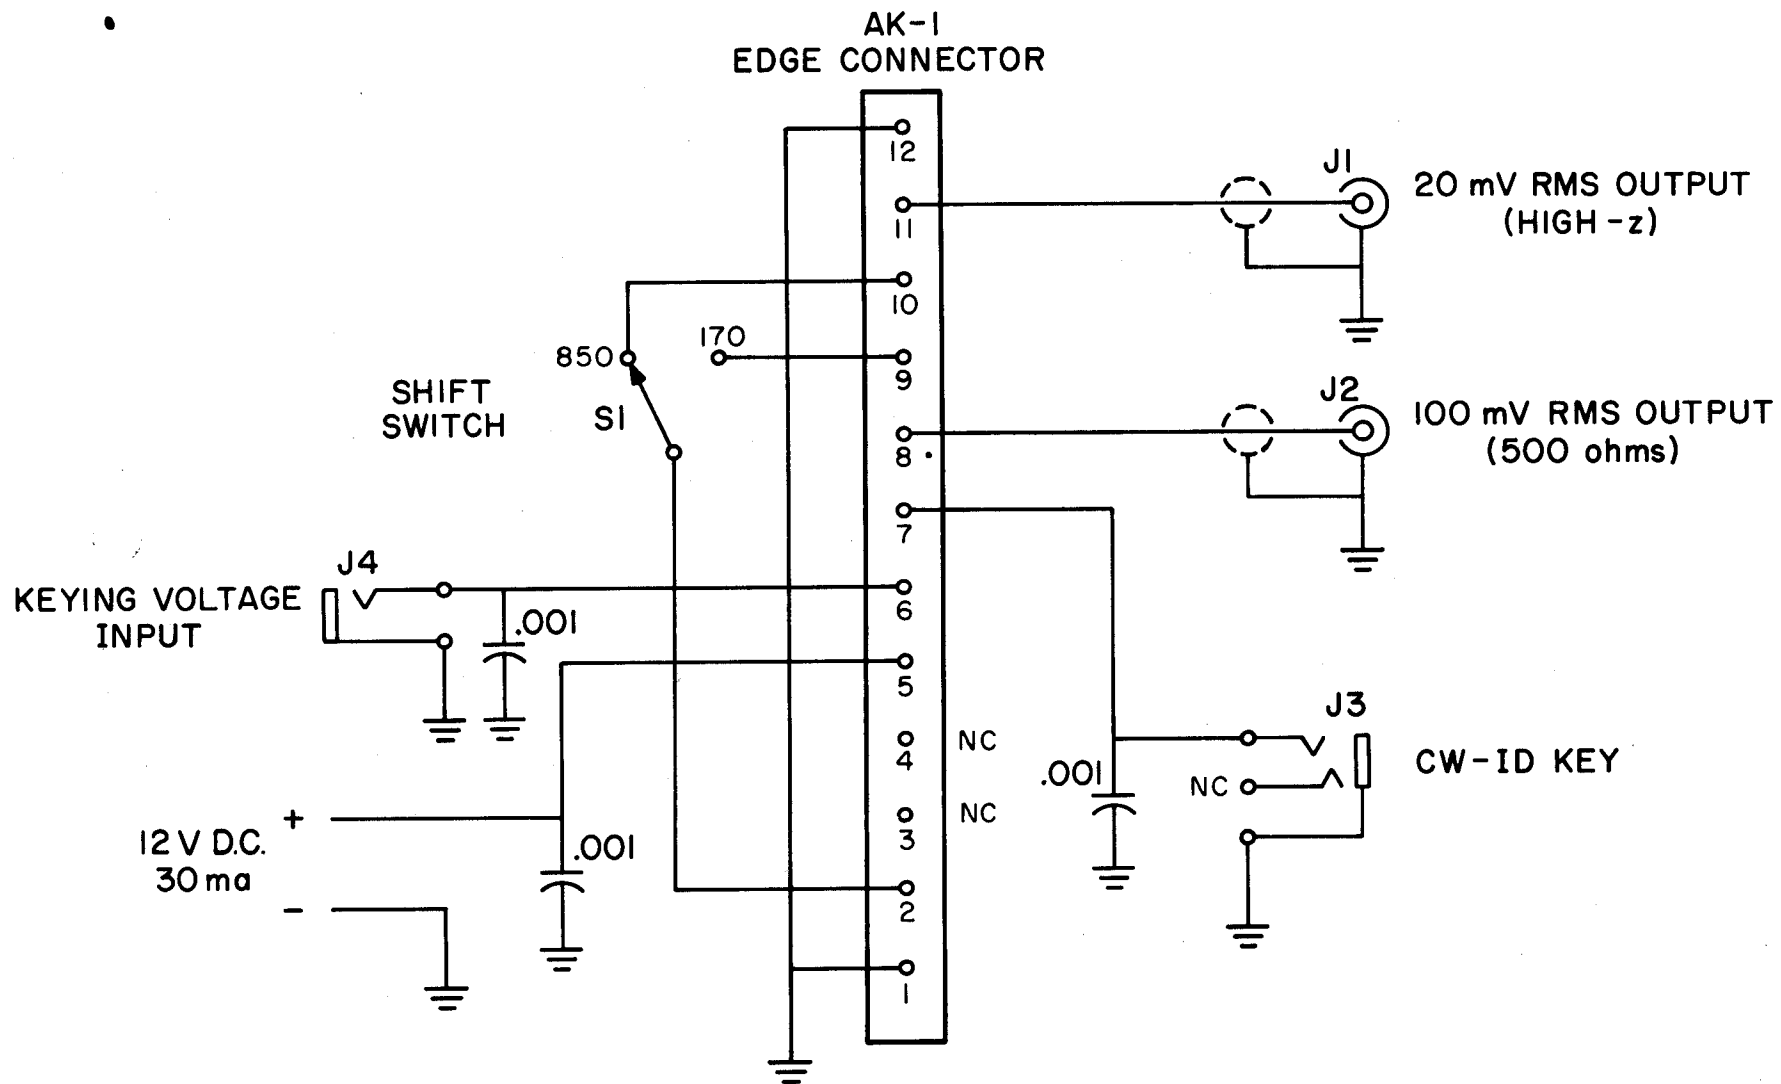 AK-1
EDGE CONNECTOR
12
J1
20 mV RMS OUTPUT
(HIGH-z)
11
10
170
850
9
SHIFT
SWITCH
S1
J2
100 mV RMS OUTPUT
(500 ohms)
8
7
J4
KEYING VOLTAGE
INPUT
.001
6
5
J3
NC
4
CW-ID KEY
.001
NC
+
12 V D.C.
30 ma
.001
NC
3
-
2
1